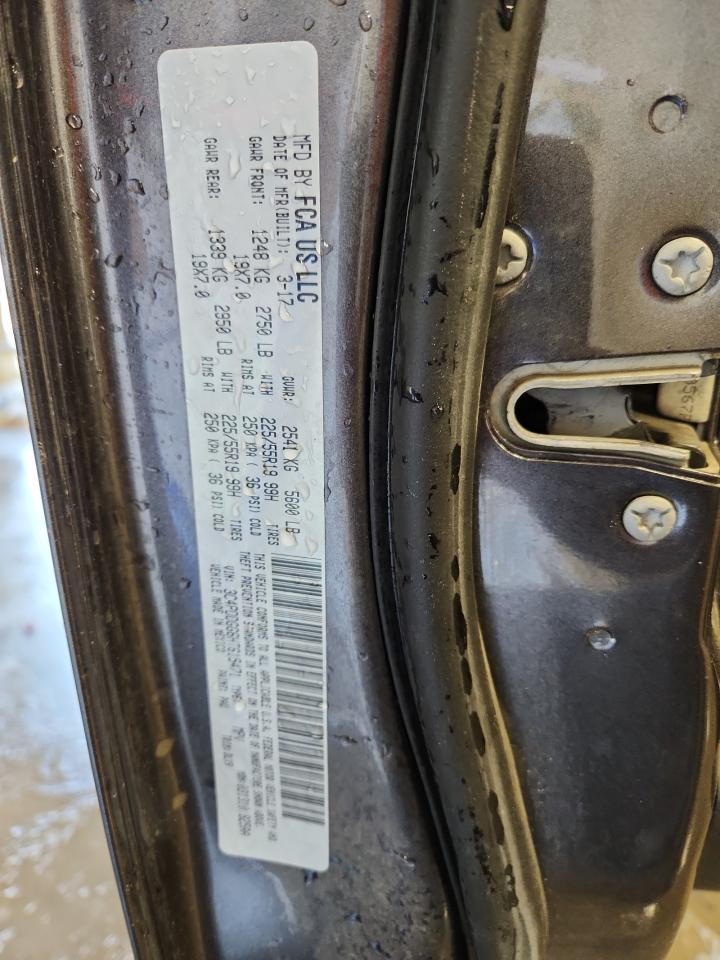 MFD BY FCA US LLC
DATE OF MFR(BUILT): 3-17 GVWR: 2541 KG 5600 LB
GAWR FRONT: 1248 KG 2750 LB WITH 225/55R19 99H TIRES
19X7.0 RIMS AT 250 KPA ( 36 PSI) COLD
GAWR REAR: 1339 KG 2950 LB WITH 225/55R19 99H TIRES
19X7.0 RIMS AT 250 KPA ( 36 PSI) COLD
THIS VEHICLE CONFORMS TO ALL APPLICABLE U.S.A. FEDERAL MOTOR VEHICLE SAFETY AND
THEFT PREVENTION STANDARDS IN EFFECT ON THE DATE OF MANUFACTURE SHOWN ABOVE.
VIN: MPV
VEHICLE MADE IN MEXICO PAINT: PAU